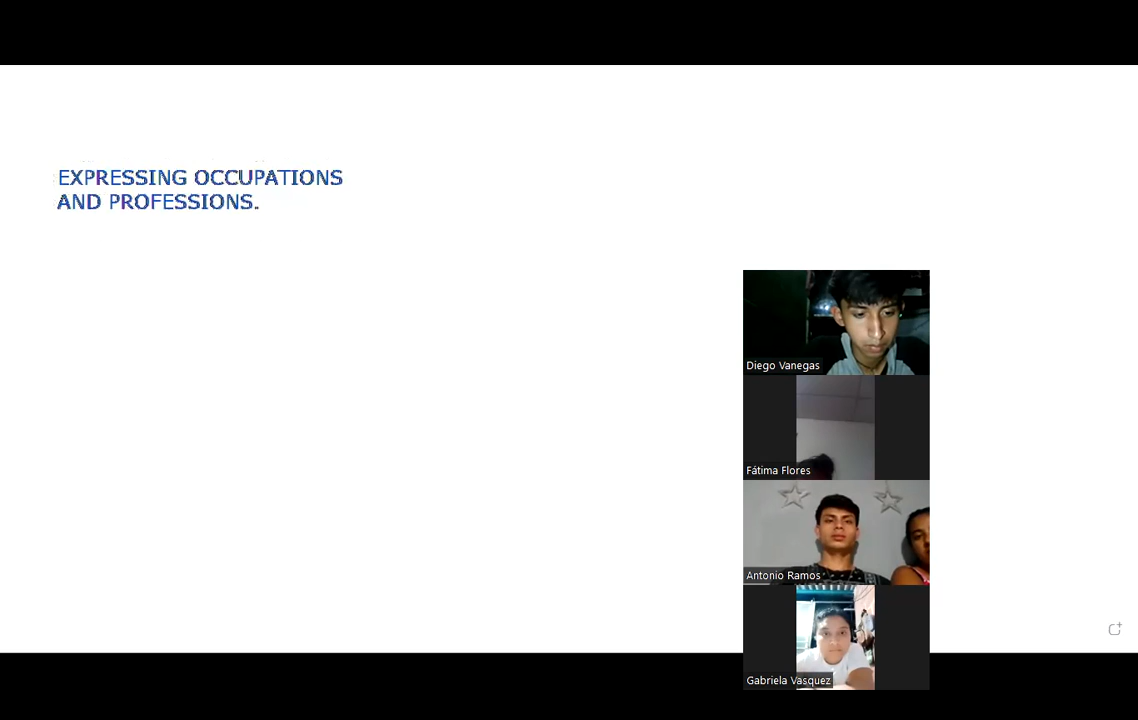 EXPRESSING OCCUPATIONS
AND PROFESSIONS.
Diego Vanegas
Fátima Flores
Antonio Ramos
Gabriela Vasquez